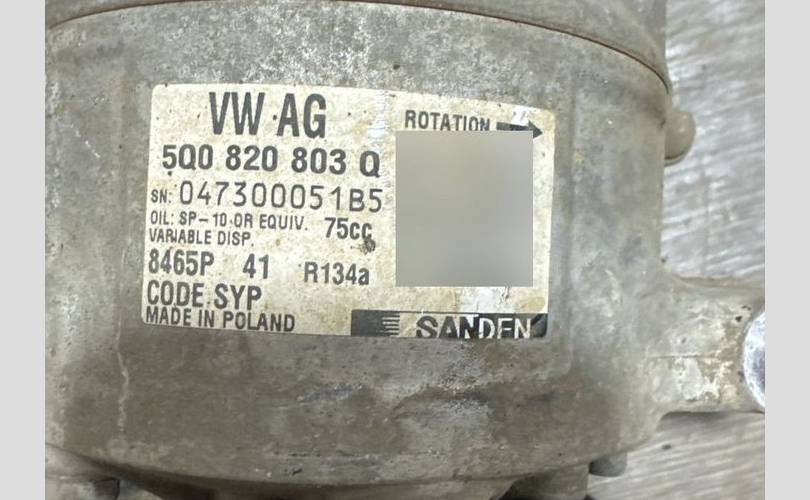 VW AG
ROTATION
5Q0 820 803 Q
SN: 047300051B5
OIL: SP-10 OR EQUIV. 75cc
VARIABLE DISP.
8465P 41 R134a
CODE SYP
MADE IN POLAND
SANDEN